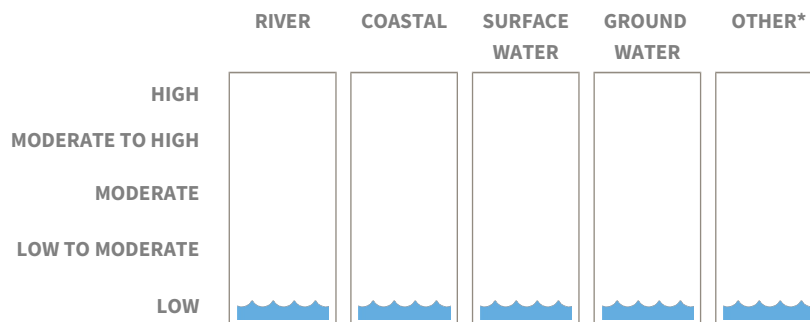 RIVER COASTAL SURFACE WATER GROUND WATER OTHER*
HIGH
MODERATE TO HIGH
MODERATE
LOW TO MODERATE
LOW